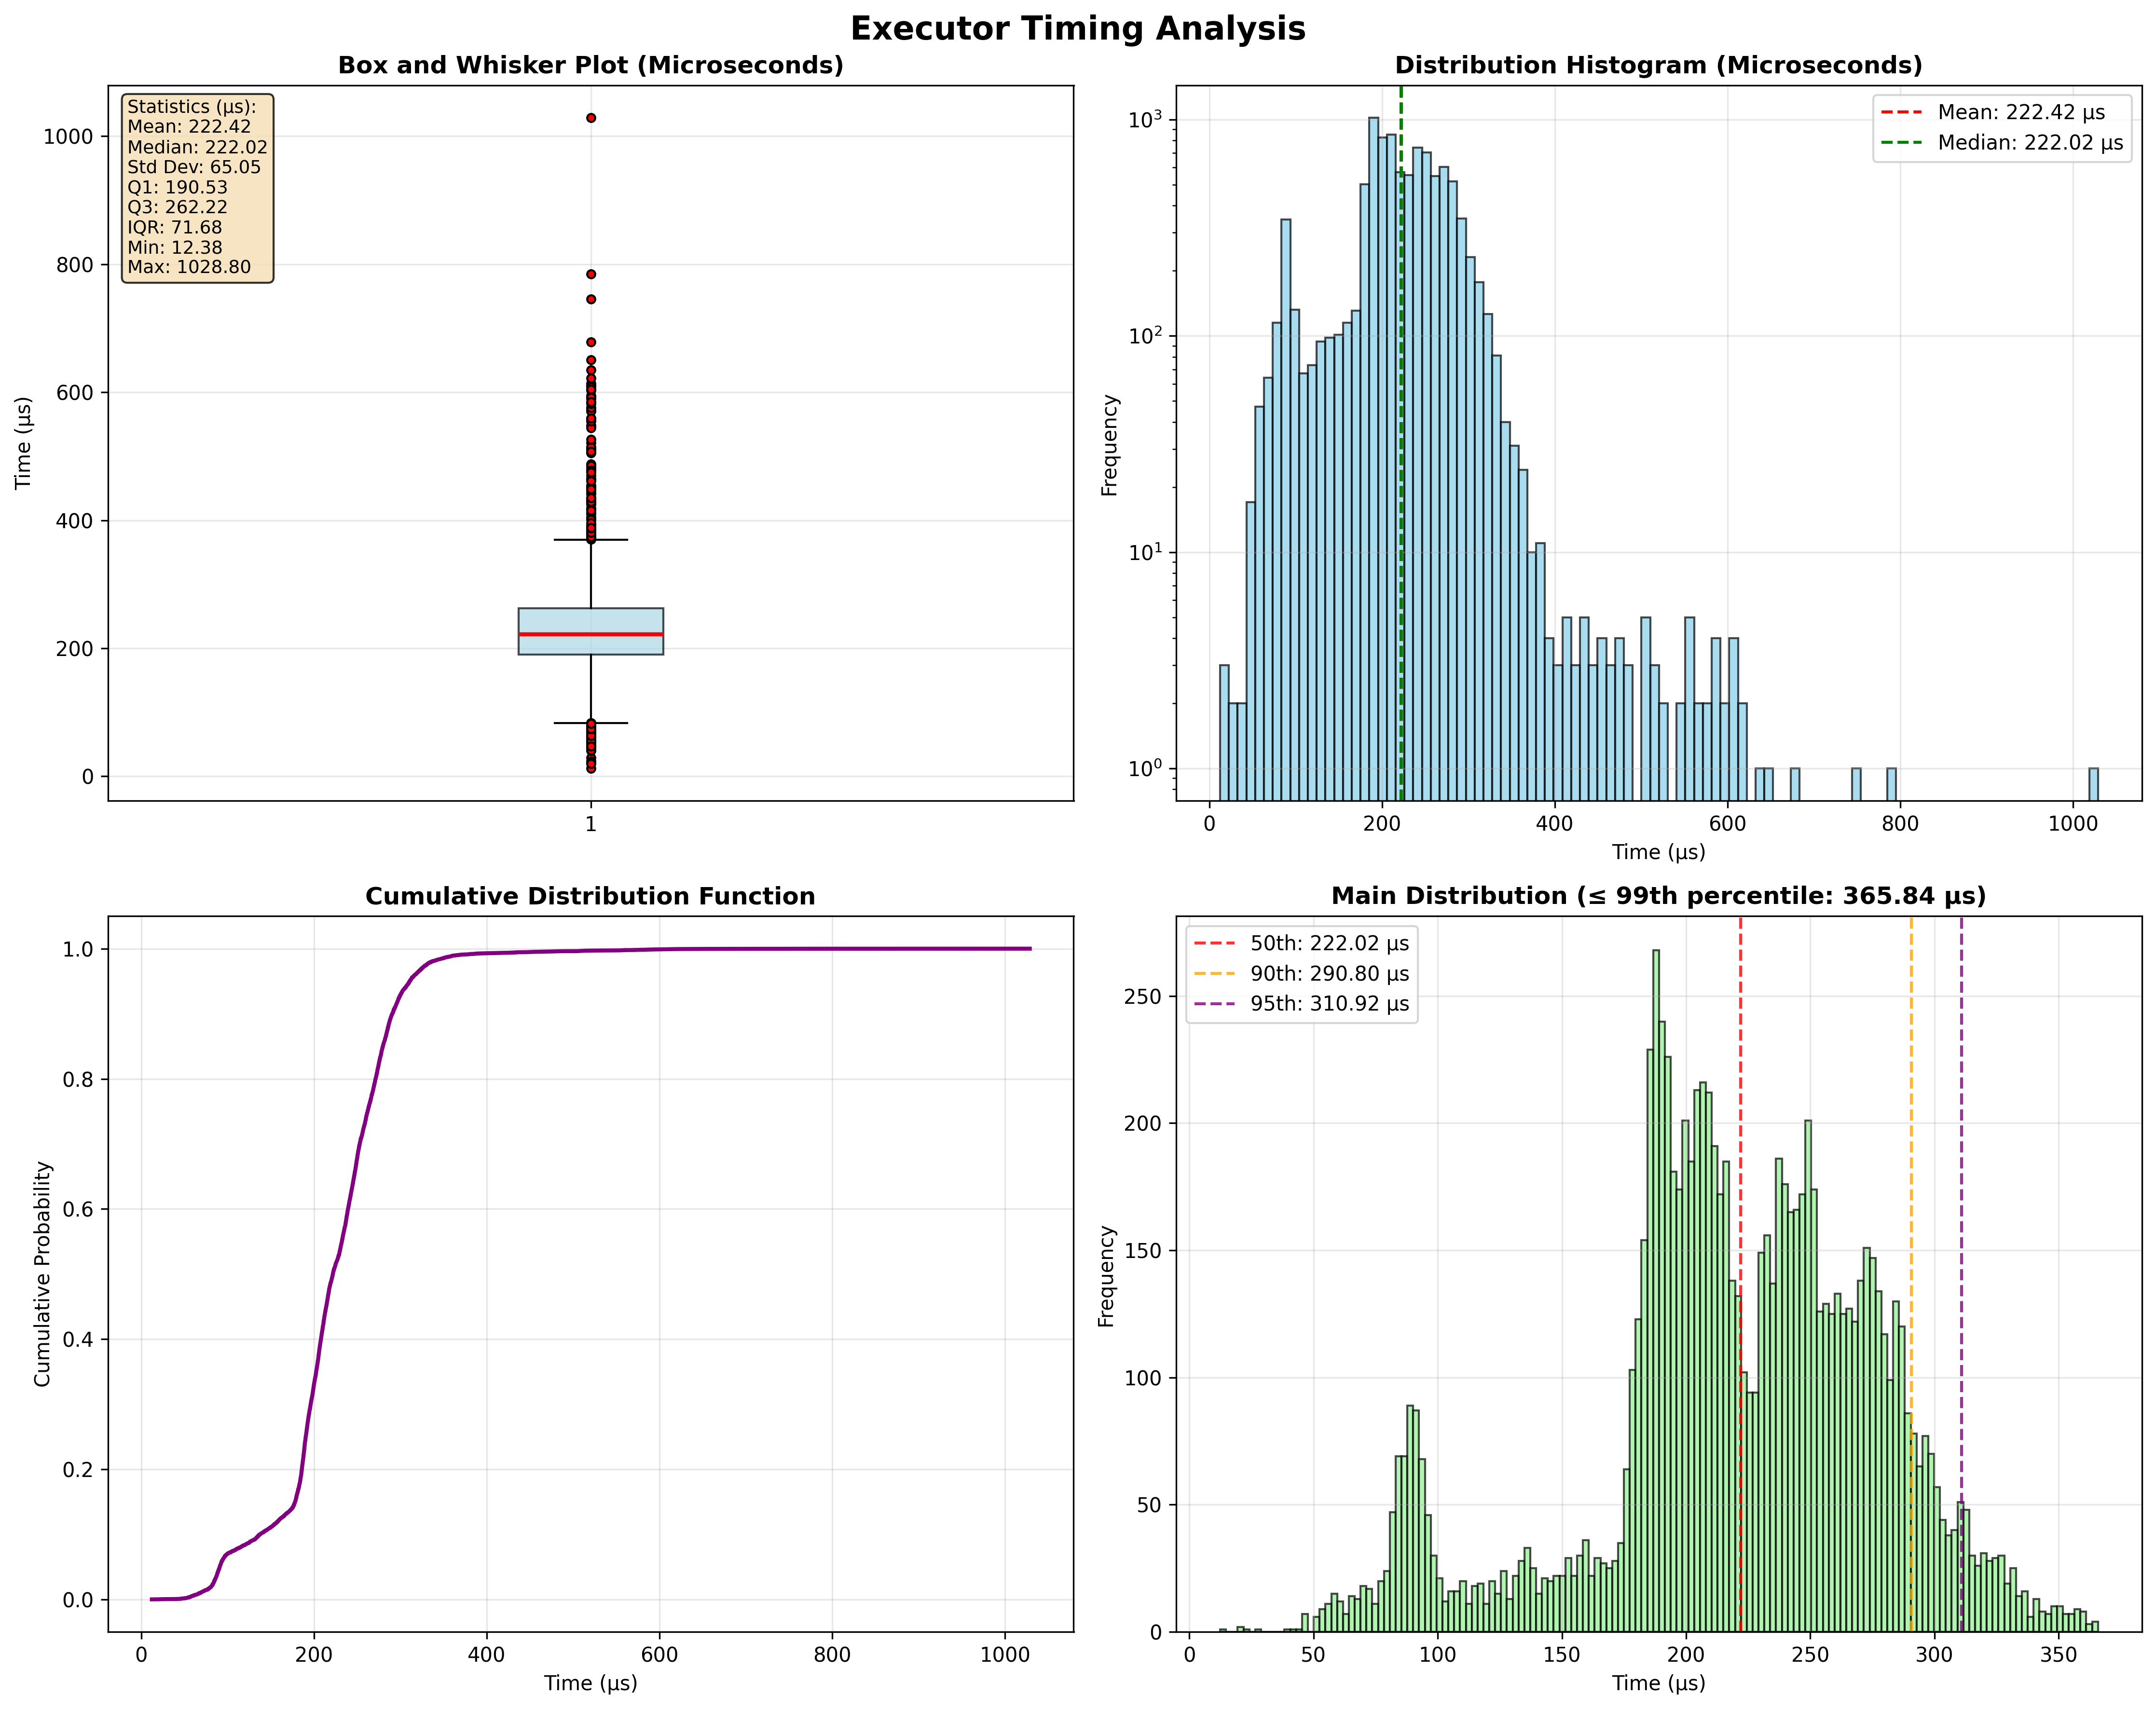 Executor Timing Analysis
Box and Whisker Plot (Microseconds)
Statistics (µs):
Mean: 222.42
Median: 222.02
Std Dev: 65.05
Q1: 190.53
Q3: 262.22
IQR: 71.68
Min: 12.38
Max: 1028.80
1000
800
600
400
200
0
Time (µs)
1
Distribution Histogram (Microseconds)
Mean: 222.42 µs
Median: 222.02 µs
10³
10²
10¹
10⁰
Frequency
0 200 400 600 800 1000
Time (µs)
Cumulative Distribution Function
1.0
0.8
0.6
0.4
0.2
0.0
Cumulative Probability
0 200 400 600 800 1000
Time (µs)
Main Distribution (≤ 99th percentile: 365.84 µs)
50th: 222.02 µs
90th: 290.80 µs
95th: 310.92 µs
250
200
150
100
50
0
Frequency
0 50 100 150 200 250 300 350
Time (µs)